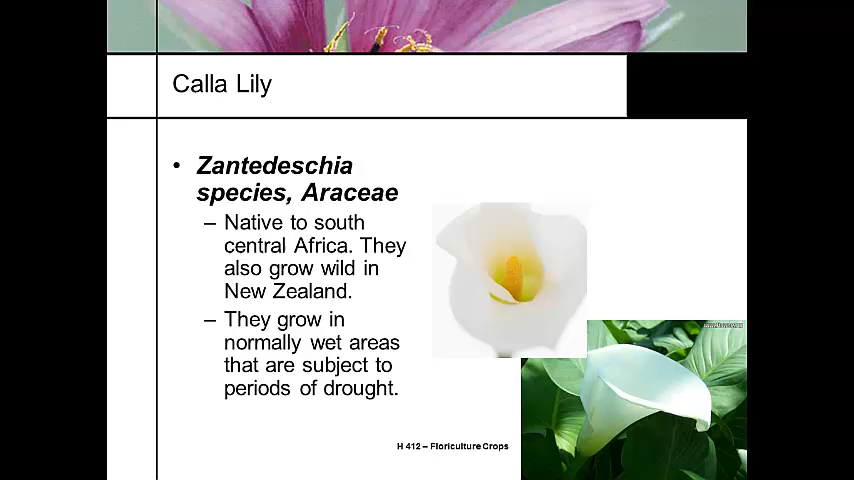 Calla Lily
• Zantedeschia
species, Araceae
– Native to south
central Africa. They
also grow wild in
New Zealand.
– They grow in
normally wet areas
that are subject to
periods of drought.
H 412 – Floriculture Crops